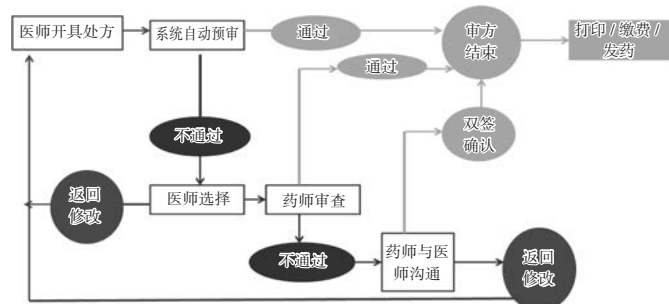 医师开具处方
系统自动预审
通过
审方
结束
打印/缴费/
发药
通过
不通过
双签
确认
返回
修改
医师选择
药师审查
不通过
药师与医
师沟通
返回
修改